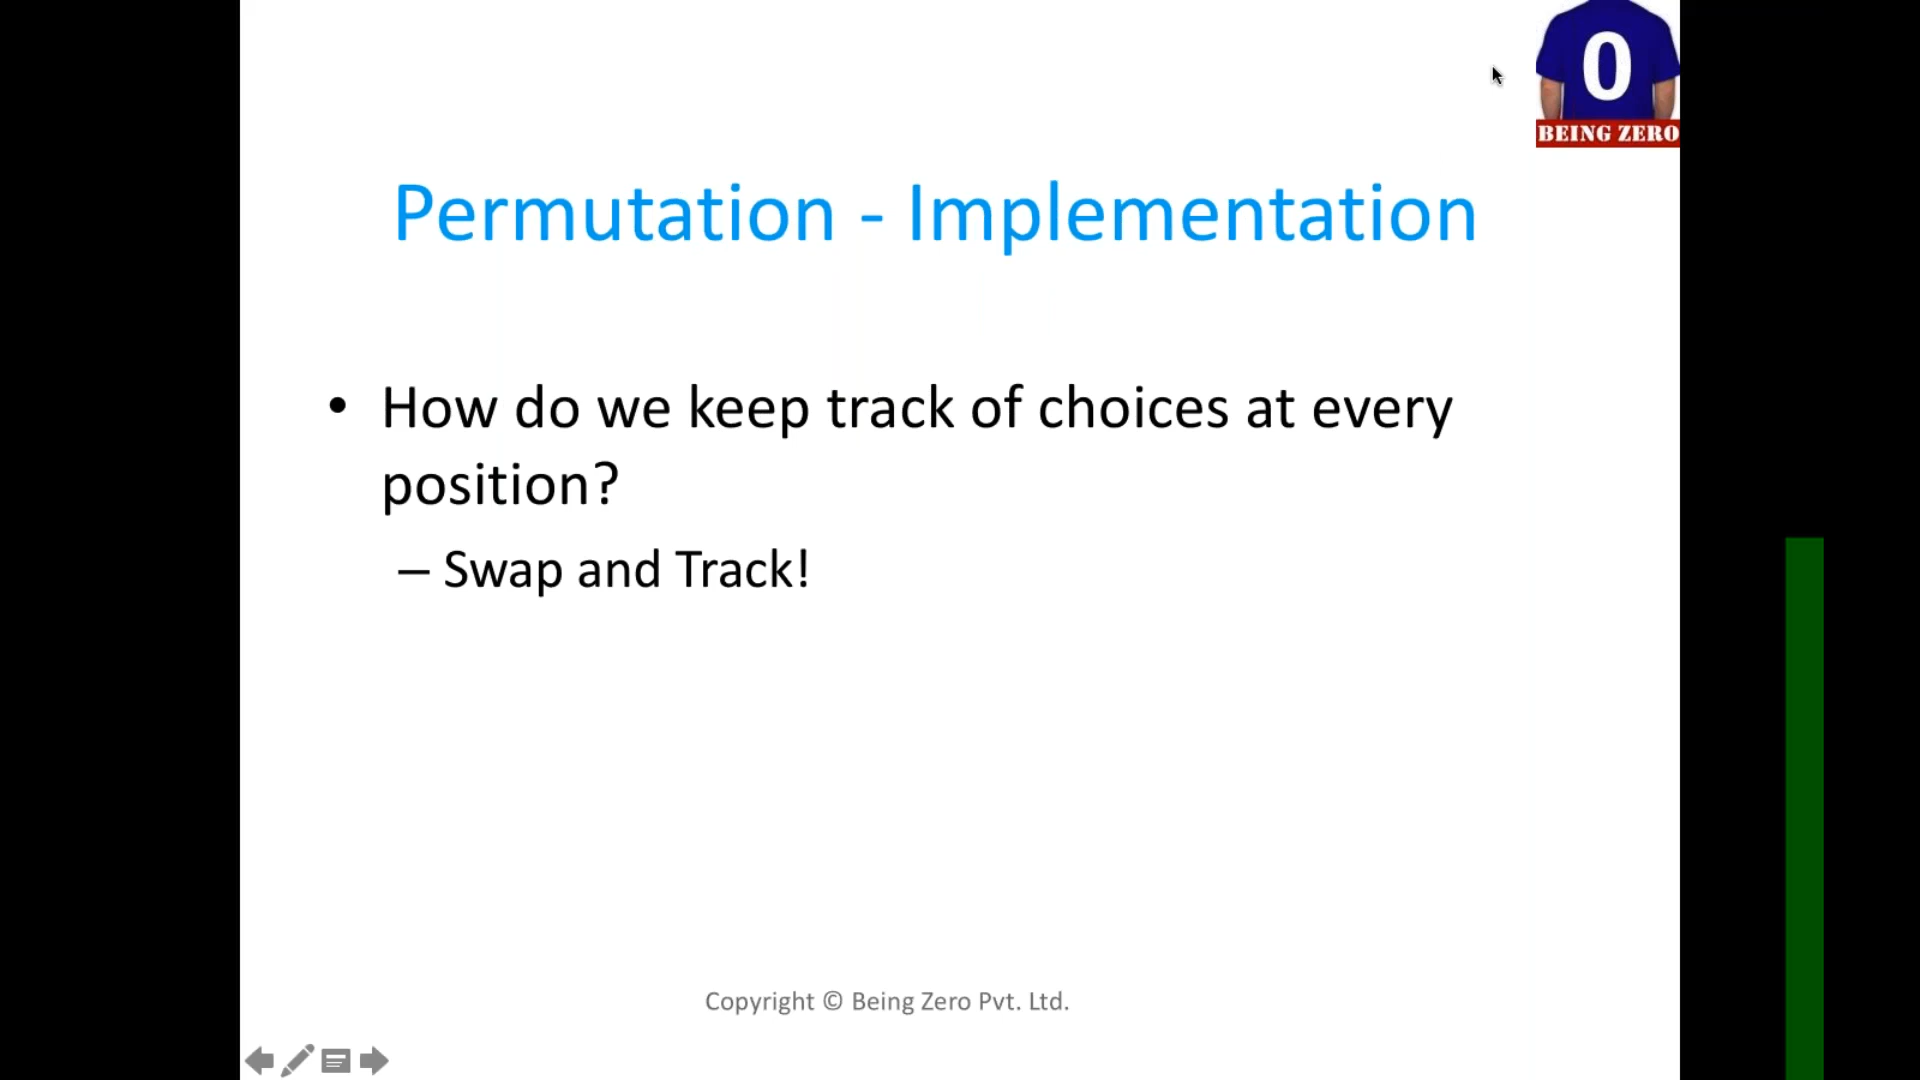 0
BEING ZERO
Permutation - Implementation
• How do we keep track of choices at every
position?
– Swap and Track!
Copyright © Being Zero Pvt. Ltd.